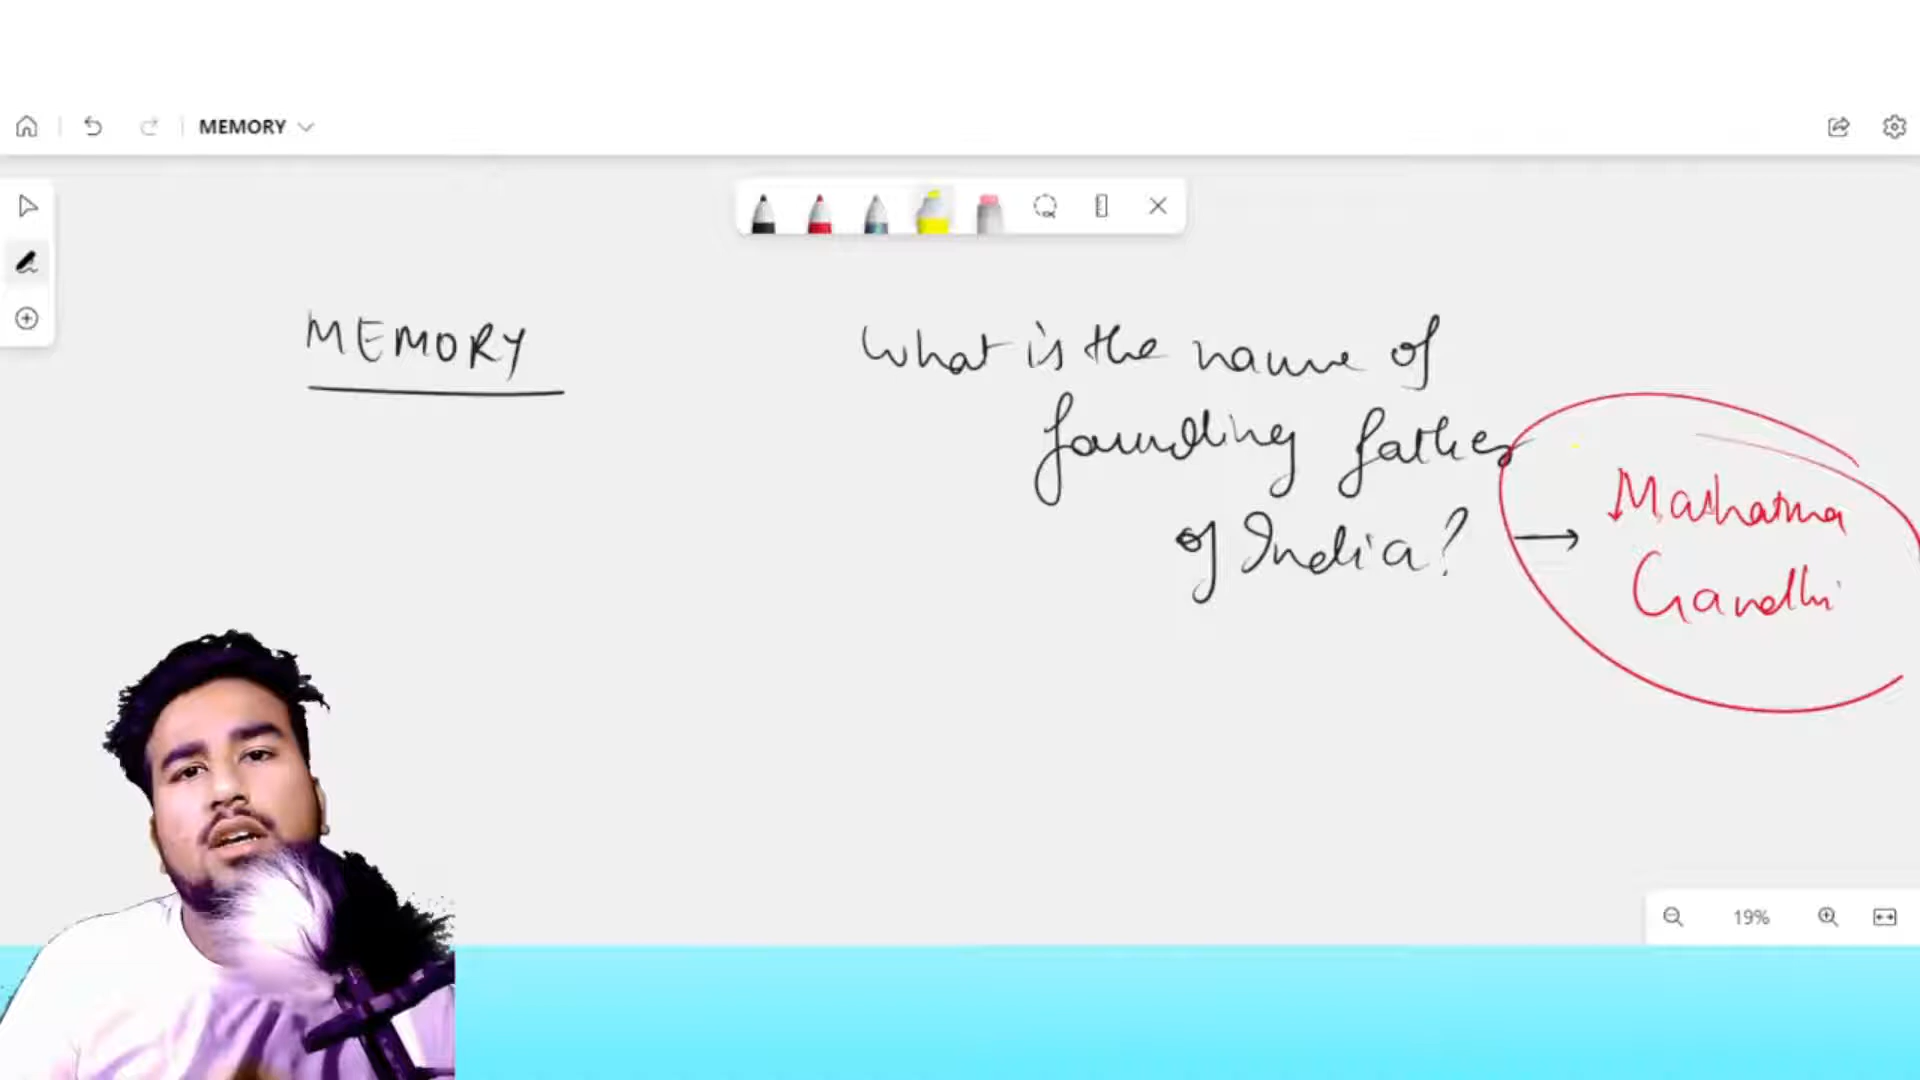 MEMORY
MEMORY
What is the name of
founding father
of India? →
Mahatma
Gandhi
19%